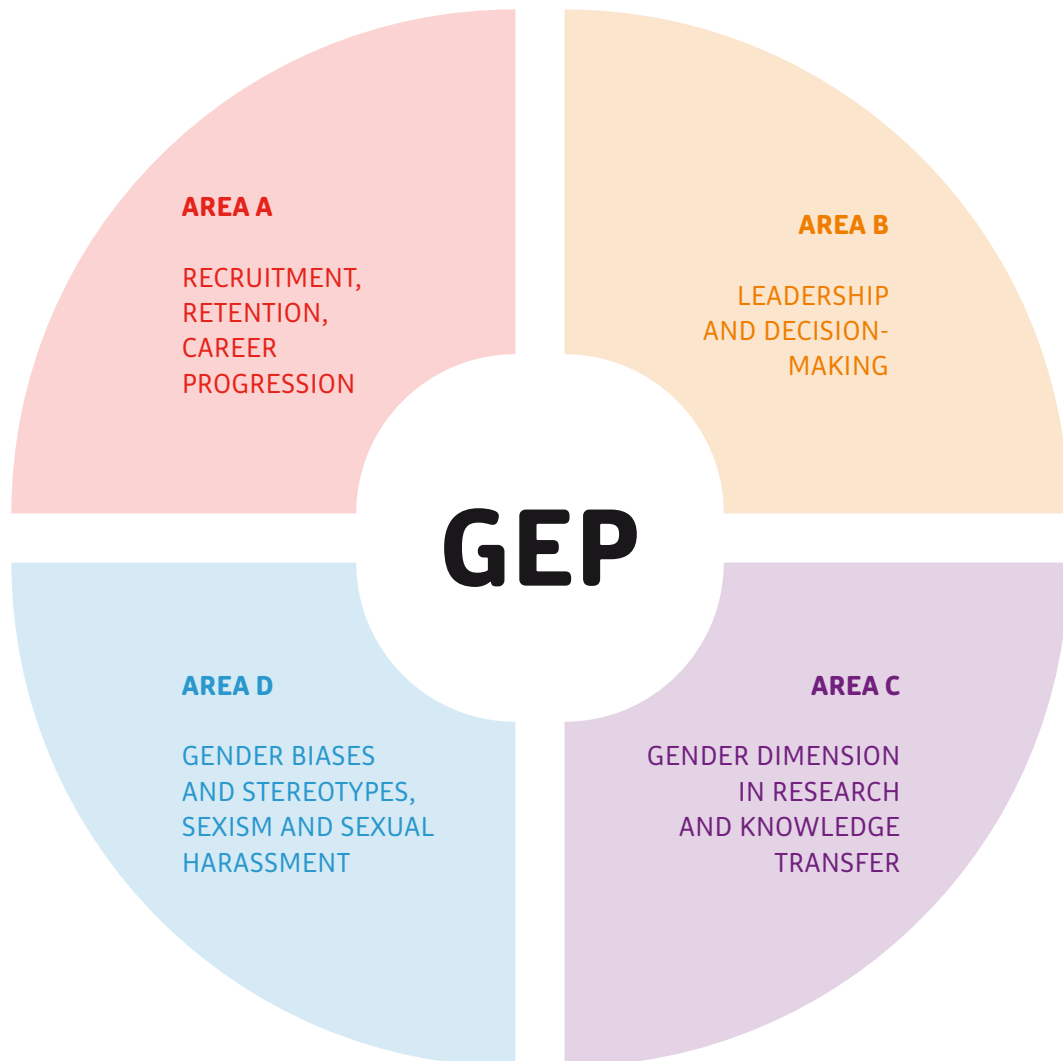 AREA A
RECRUITMENT,
RETENTION,
CAREER
PROGRESSION
AREA B
LEADERSHIP
AND DECISION-
MAKING
GEP
AREA D
GENDER BIASES
AND STEREOTYPES,
SEXISM AND SEXUAL
HARASSMENT
AREA C
GENDER DIMENSION
IN RESEARCH
AND KNOWLEDGE
TRANSFER